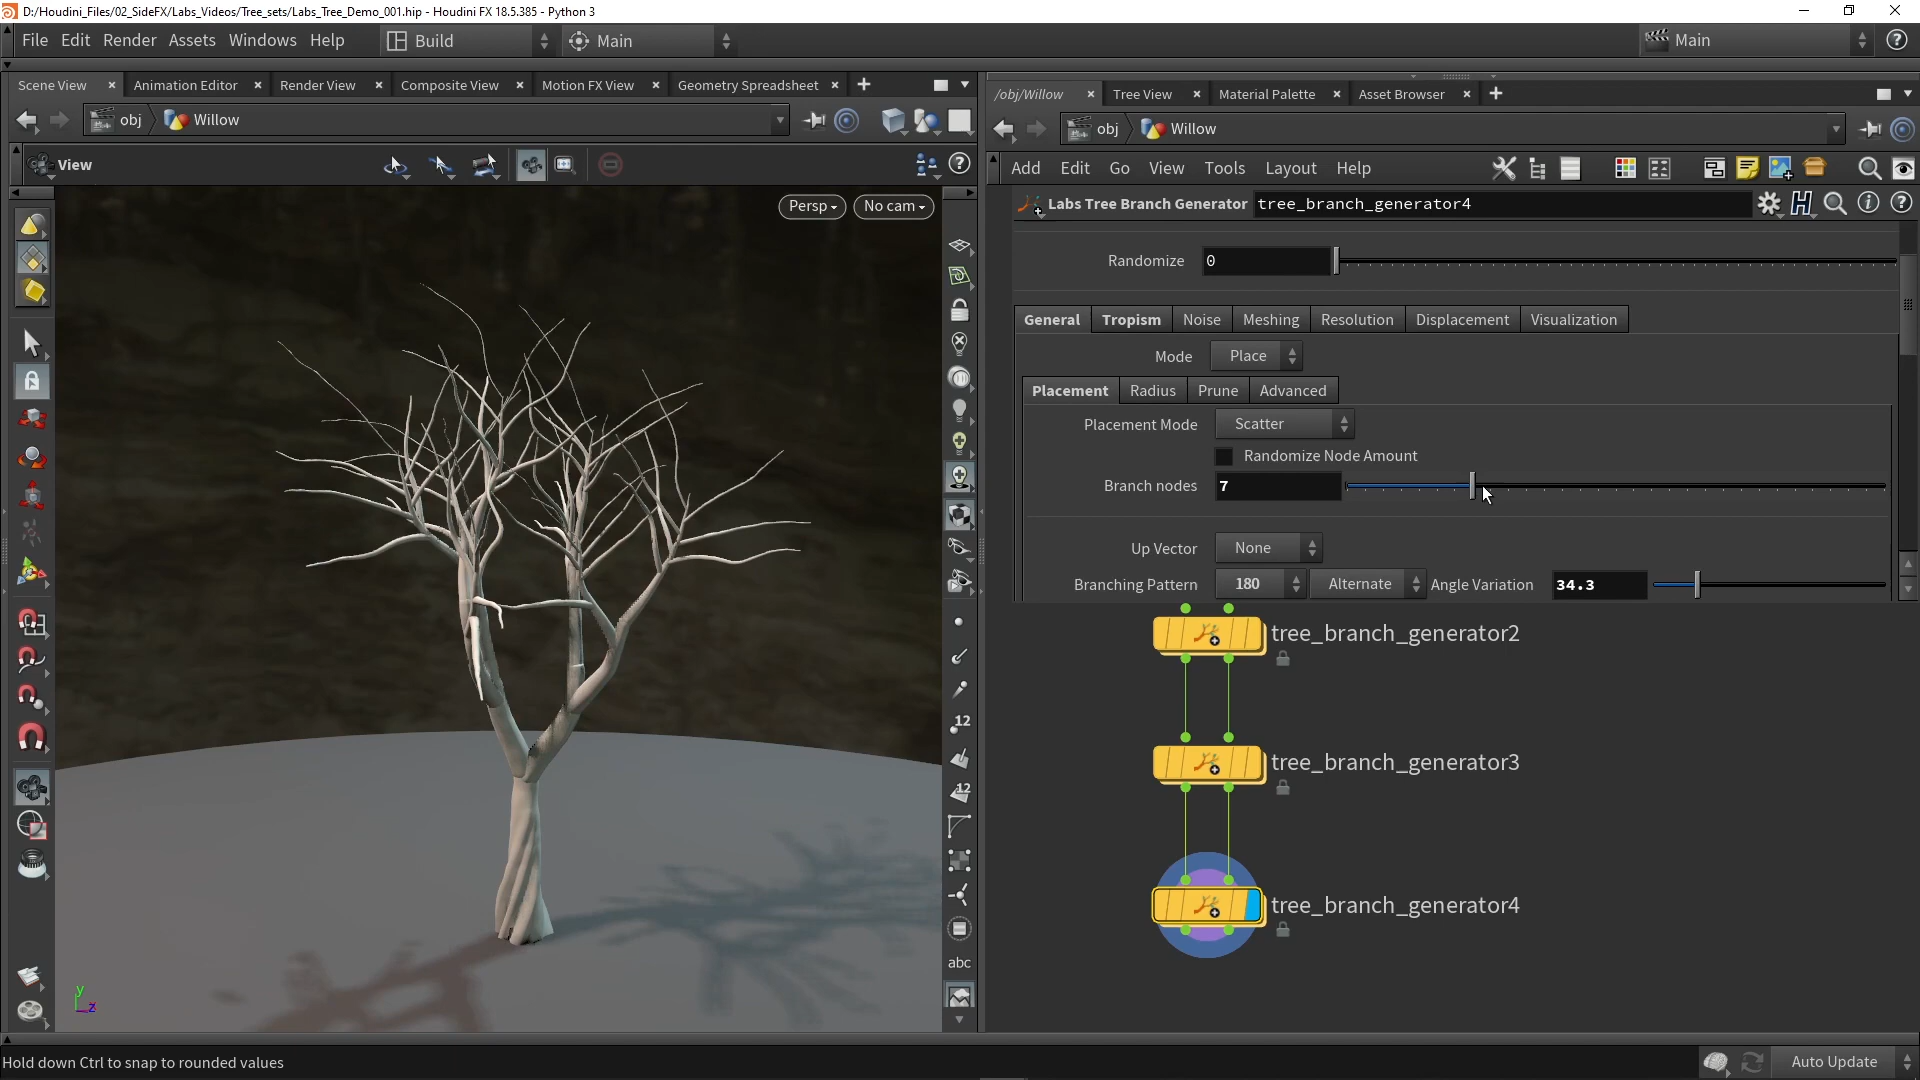 D:/Houdini_Files/02_SideFX/Labs_Videos/Tree_sets/Labs_Tree_Demo_001.hip - Houdini FX 18.5.385 - Python 3
File Edit Render Assets Windows Help Build Main Main
Scene View Animation Editor Render View Composite View Motion FX View Geometry Spreadsheet
obj Willow
View
Persp No cam
12
12
abc
y
z
/obj/Willow Tree View Material Palette Asset Browser
obj Willow
Add Edit Go View Tools Layout Help
Labs Tree Branch Generator tree_branch_generator4
Randomize 0
General Tropism Noise Meshing Resolution Displacement Visualization
Mode Place
Placement Radius Prune Advanced
Placement Mode Scatter
Randomize Node Amount
Branch nodes 7
Up Vector None
Branching Pattern 180 Alternate Angle Variation 34.3
tree_branch_generator2
tree_branch_generator3
tree_branch_generator4
Hold down Ctrl to snap to rounded values
Auto Update